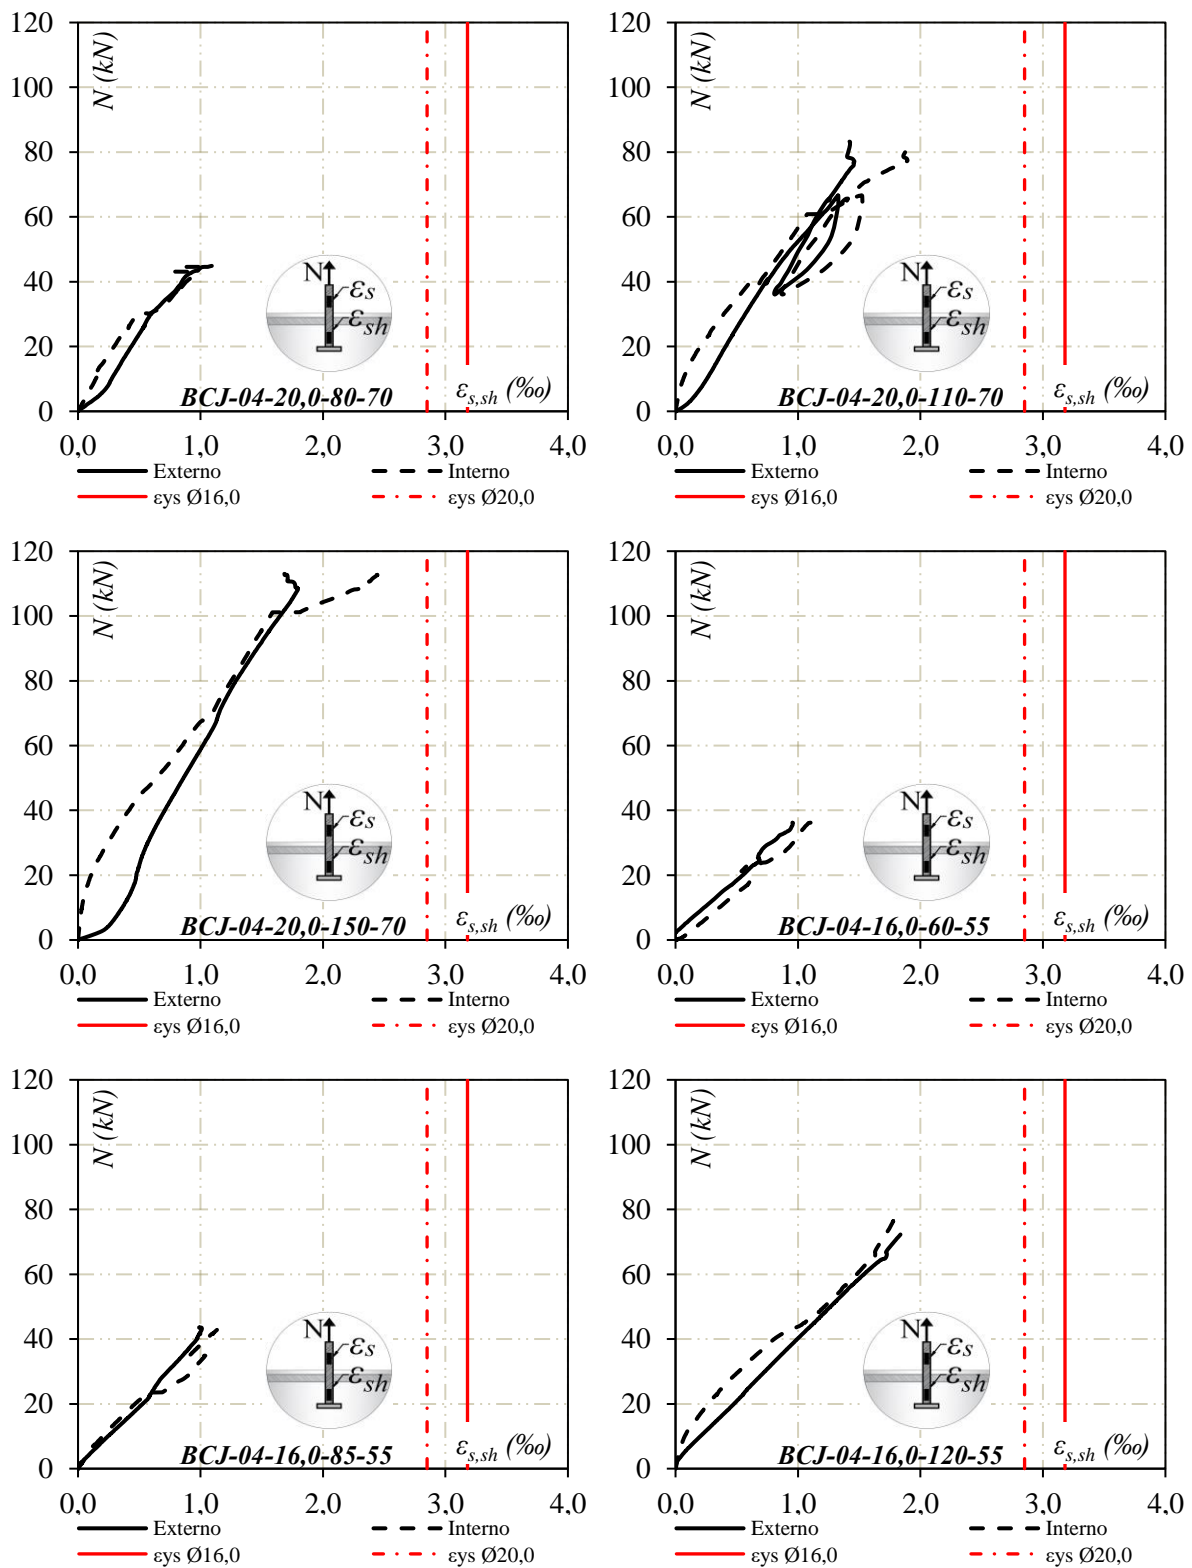 120
100
80
60
40
20
0
N (kN)
N
εs
εsh
BCJ-04-20,0-80-70
εs,sh (‰)
0,0 1,0 2,0 3,0 4,0
Externo Interno
εys Ø16,0 εys Ø20,0
120
100
80
60
40
20
0
N (kN)
N
εs
εsh
BCJ-04-20,0-110-70
εs,sh (‰)
0,0 1,0 2,0 3,0 4,0
Externo Interno
εys Ø16,0 εys Ø20,0
120
100
80
60
40
20
0
N (kN)
N
εs
εsh
BCJ-04-20,0-150-70
εs,sh (‰)
0,0 1,0 2,0 3,0 4,0
Externo Interno
εys Ø16,0 εys Ø20,0
120
100
80
60
40
20
0
N (kN)
N
εs
εsh
BCJ-04-16,0-60-55
εs,sh (‰)
0,0 1,0 2,0 3,0 4,0
Externo Interno
εys Ø16,0 εys Ø20,0
120
100
80
60
40
20
0
N (kN)
N
εs
εsh
BCJ-04-16,0-85-55
εs,sh (‰)
0,0 1,0 2,0 3,0 4,0
Externo Interno
εys Ø16,0 εys Ø20,0
120
100
80
60
40
20
0
N (kN)
N
εs
εsh
BCJ-04-16,0-120-55
εs,sh (‰)
0,0 1,0 2,0 3,0 4,0
Externo Interno
εys Ø16,0 εys Ø20,0